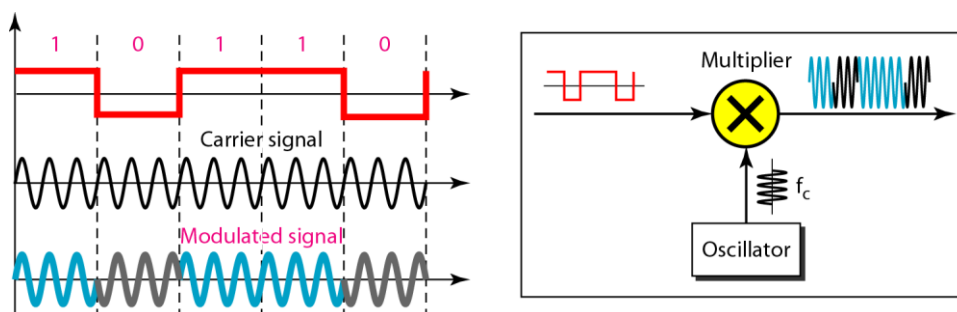 1 0 1 1 0
Carrier signal
Modulated signal
Multiplier
fc
Oscillator